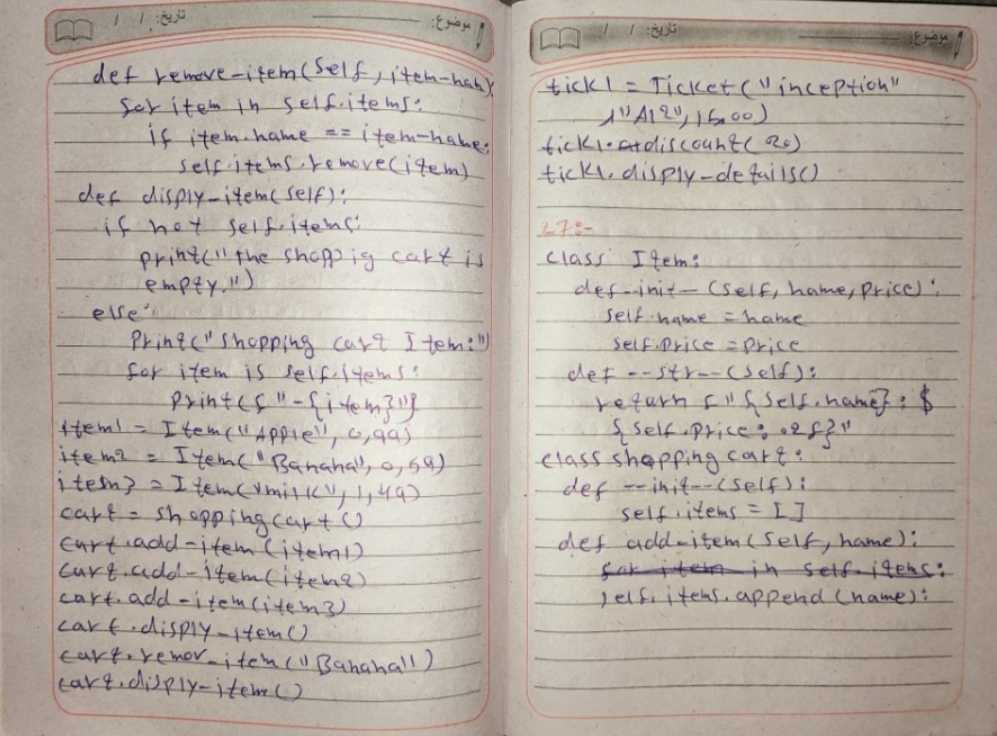 موضوع:
تاریخ: / /
def remove-item(self, item-nam):
for item in self.items:
if item.name == item-name:
self.items.remove(item)
def disply-item(self):
if not self.items:
print("the shopp ig cart is
empty.")
else:
Print("shopping cart Item:")
for item is self.items:
Print(f"-{item}")
item1 = Item("Apple", 0,99)
item2 = Item("Banana", 0,59)
item3 = Item("milk", 1,49)
cart = shoppingcart()
cart.add-item(item1)
cart.add-item(item2)
cart.add-item(item3)
cart.disply-item()
cart.remov-item("Banana")
cart.disply-item()
موضوع:
تاریخ: / /
tick1 = Ticket("inception"
,"A12",15,00)
tick1.discount(20)
tick1.disply-details()
27:-
class Item:
def -init- (self, name, price):
self.name = name
self.price = price
def --str--(self):
return f"{self.name}: $
{self.price: .2f}"
class shopping cart:
def --init--(self):
self.items = []
def add-item(self, name):
for item in self.items:
self.items.append(name):